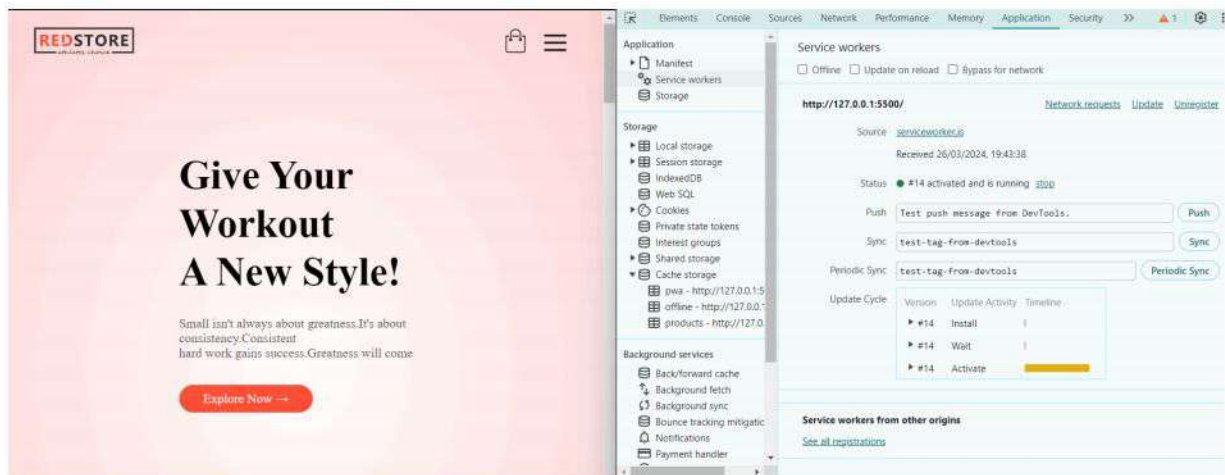 REDSTORE
Give Your
Workout
A New Style!
Small isn't always about greatness.It's about
consistency.Consistent
hard work gains success.Greatness will come
Explore Now →
Elements Console Sources Network Performance Memory Application Security 1
Application
Manifest
Service workers
Storage
Storage
Local storage
Session storage
IndexedDB
Web SQL
Cookies
Private state tokens
Interest groups
Shared storage
Cache storage
pwa - http://127.0.0.1:5
offline - http://127.0.0.
products - http://127.0.
Background services
Back/forward cache
Background fetch
Background sync
Bounce tracking mitigatic
Notifications
Payment handler
Service workers
Offline Update on reload Bypass for network
http://127.0.0.1:5500/ Network requests Update Unregister
Source serviceworker.js
Received 26/03/2024, 19:43:38
Status #14 activated and is running stop
Push Test push message from DevTools. Push
Sync test-tag-from-devtools Sync
Periodic Sync test-tag-from-devtools Periodic Sync
Update Cycle Version Update Activity Timeline
#14 Install
#14 Wait
#14 Activate
Service workers from other origins
See all registrations